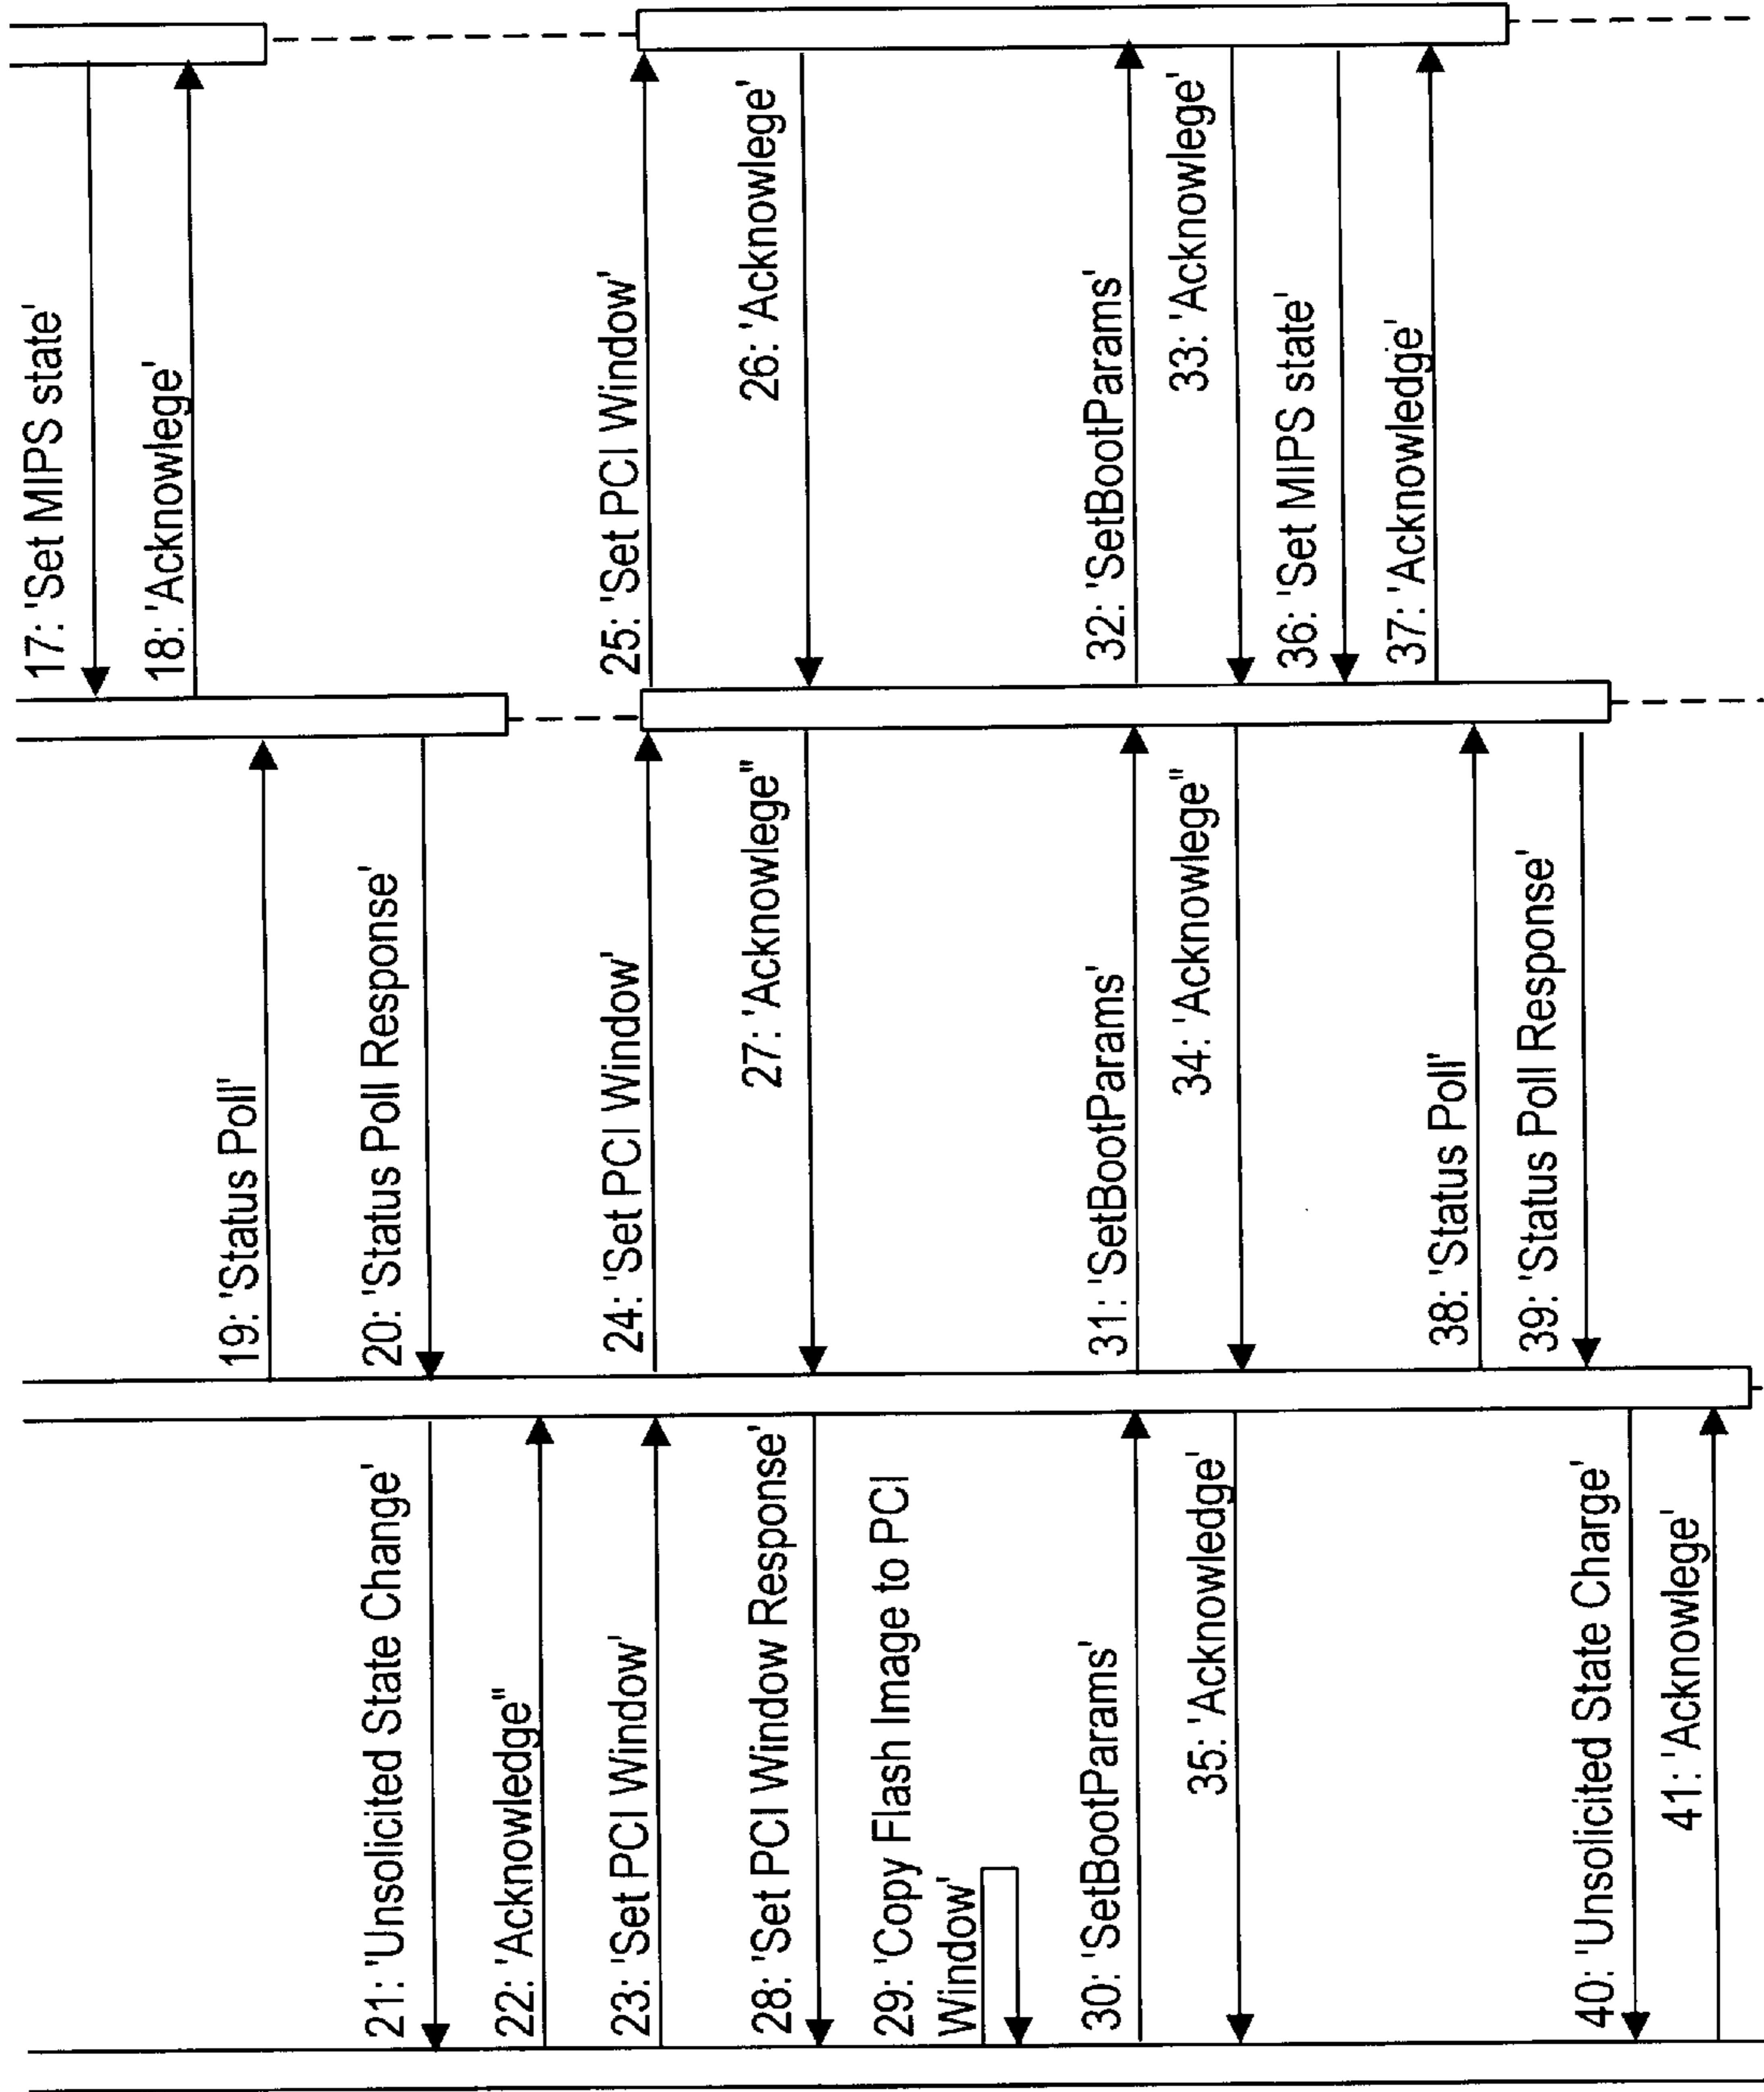 17: 'Set MIPS state'
18: 'Acknowlege'
19: 'Status Poll'
20: 'Status Poll Response'
21: 'Unsolicited State Change'
22: 'Acknowledge"
23: 'Set PCI Window'
24: 'Set PCI Window'
25: 'Set PCI Window'
26: 'Acknowlege'
27: 'Acknowlege"
28: 'Set PCI Window Response'
29: 'Copy Flash Image to PCI
Window'
30: 'SetBootParams'
31: 'SetBootParams'
32: 'SetBootParams'
33: 'Acknowlege'
34: 'Acknowlege"
35: 'Acknowledge'
36: 'Set MIPS state'
37: 'Acknowledge'
38: 'Status Poll'
39: 'Status Poll Response'
40: 'Unsolicited State Charge'
41: 'Acknowlege'